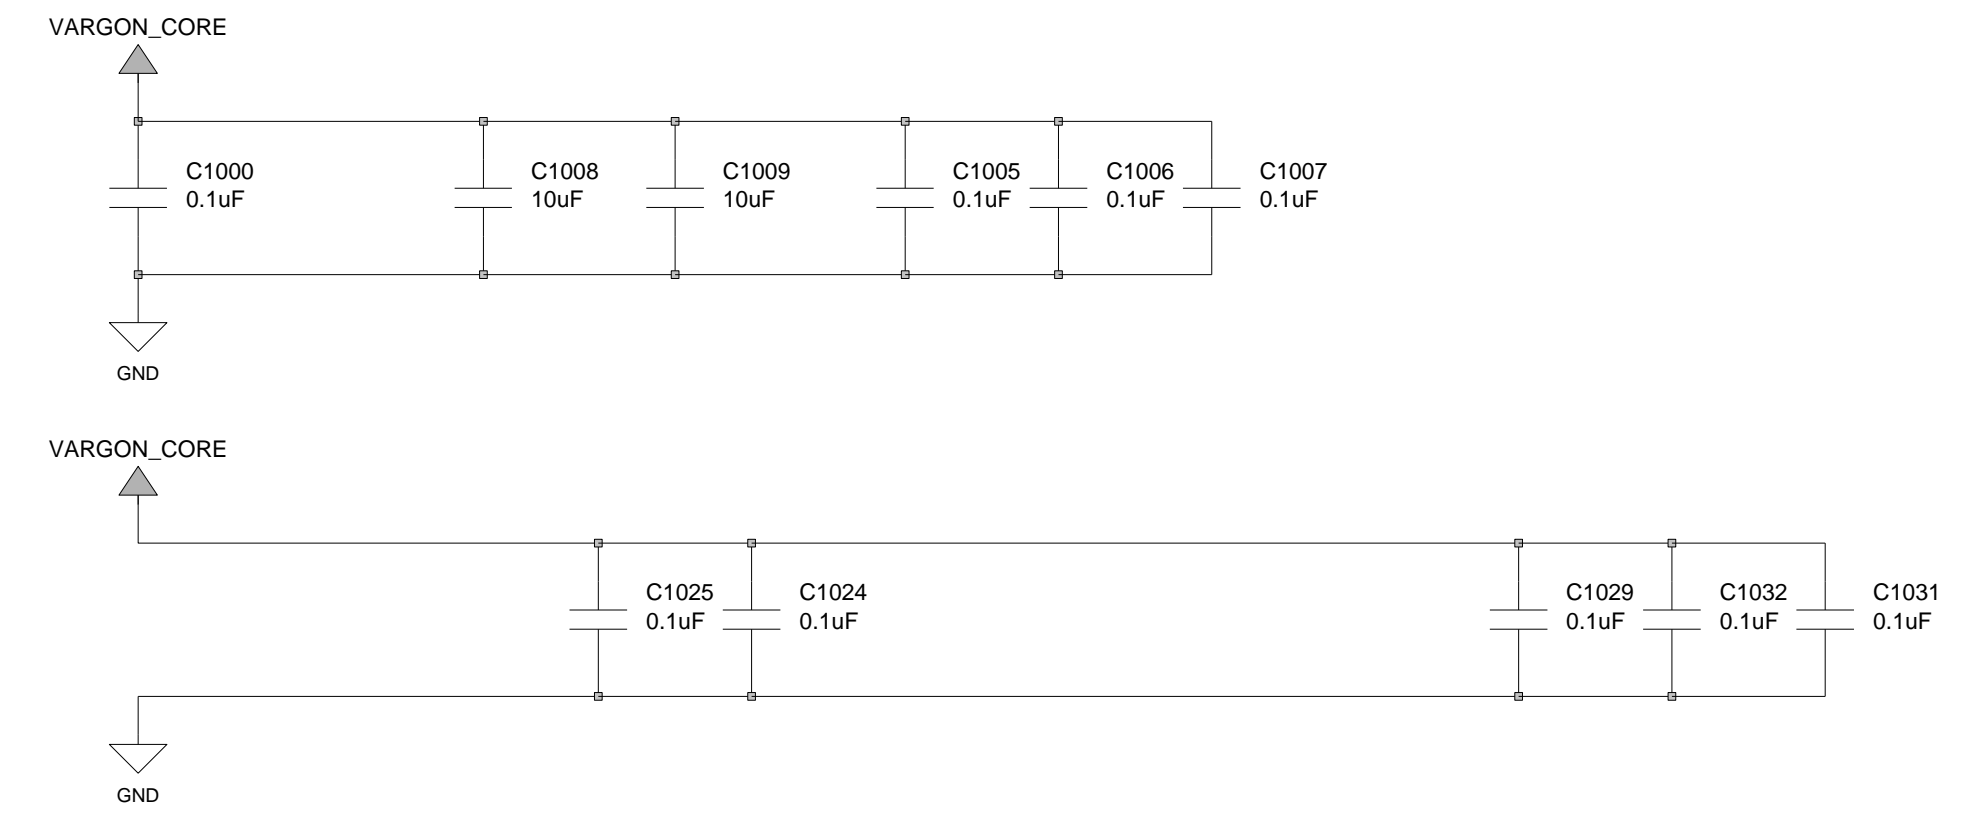 VARGON_CORE
C1000
0.1uF
C1008
10uF
C1009
10uF
C1005
0.1uF
C1006
0.1uF
C1007
0.1uF
GND
VARGON_CORE
C1025
0.1uF
C1024
0.1uF
C1029
0.1uF
C1032
0.1uF
C1031
0.1uF
GND